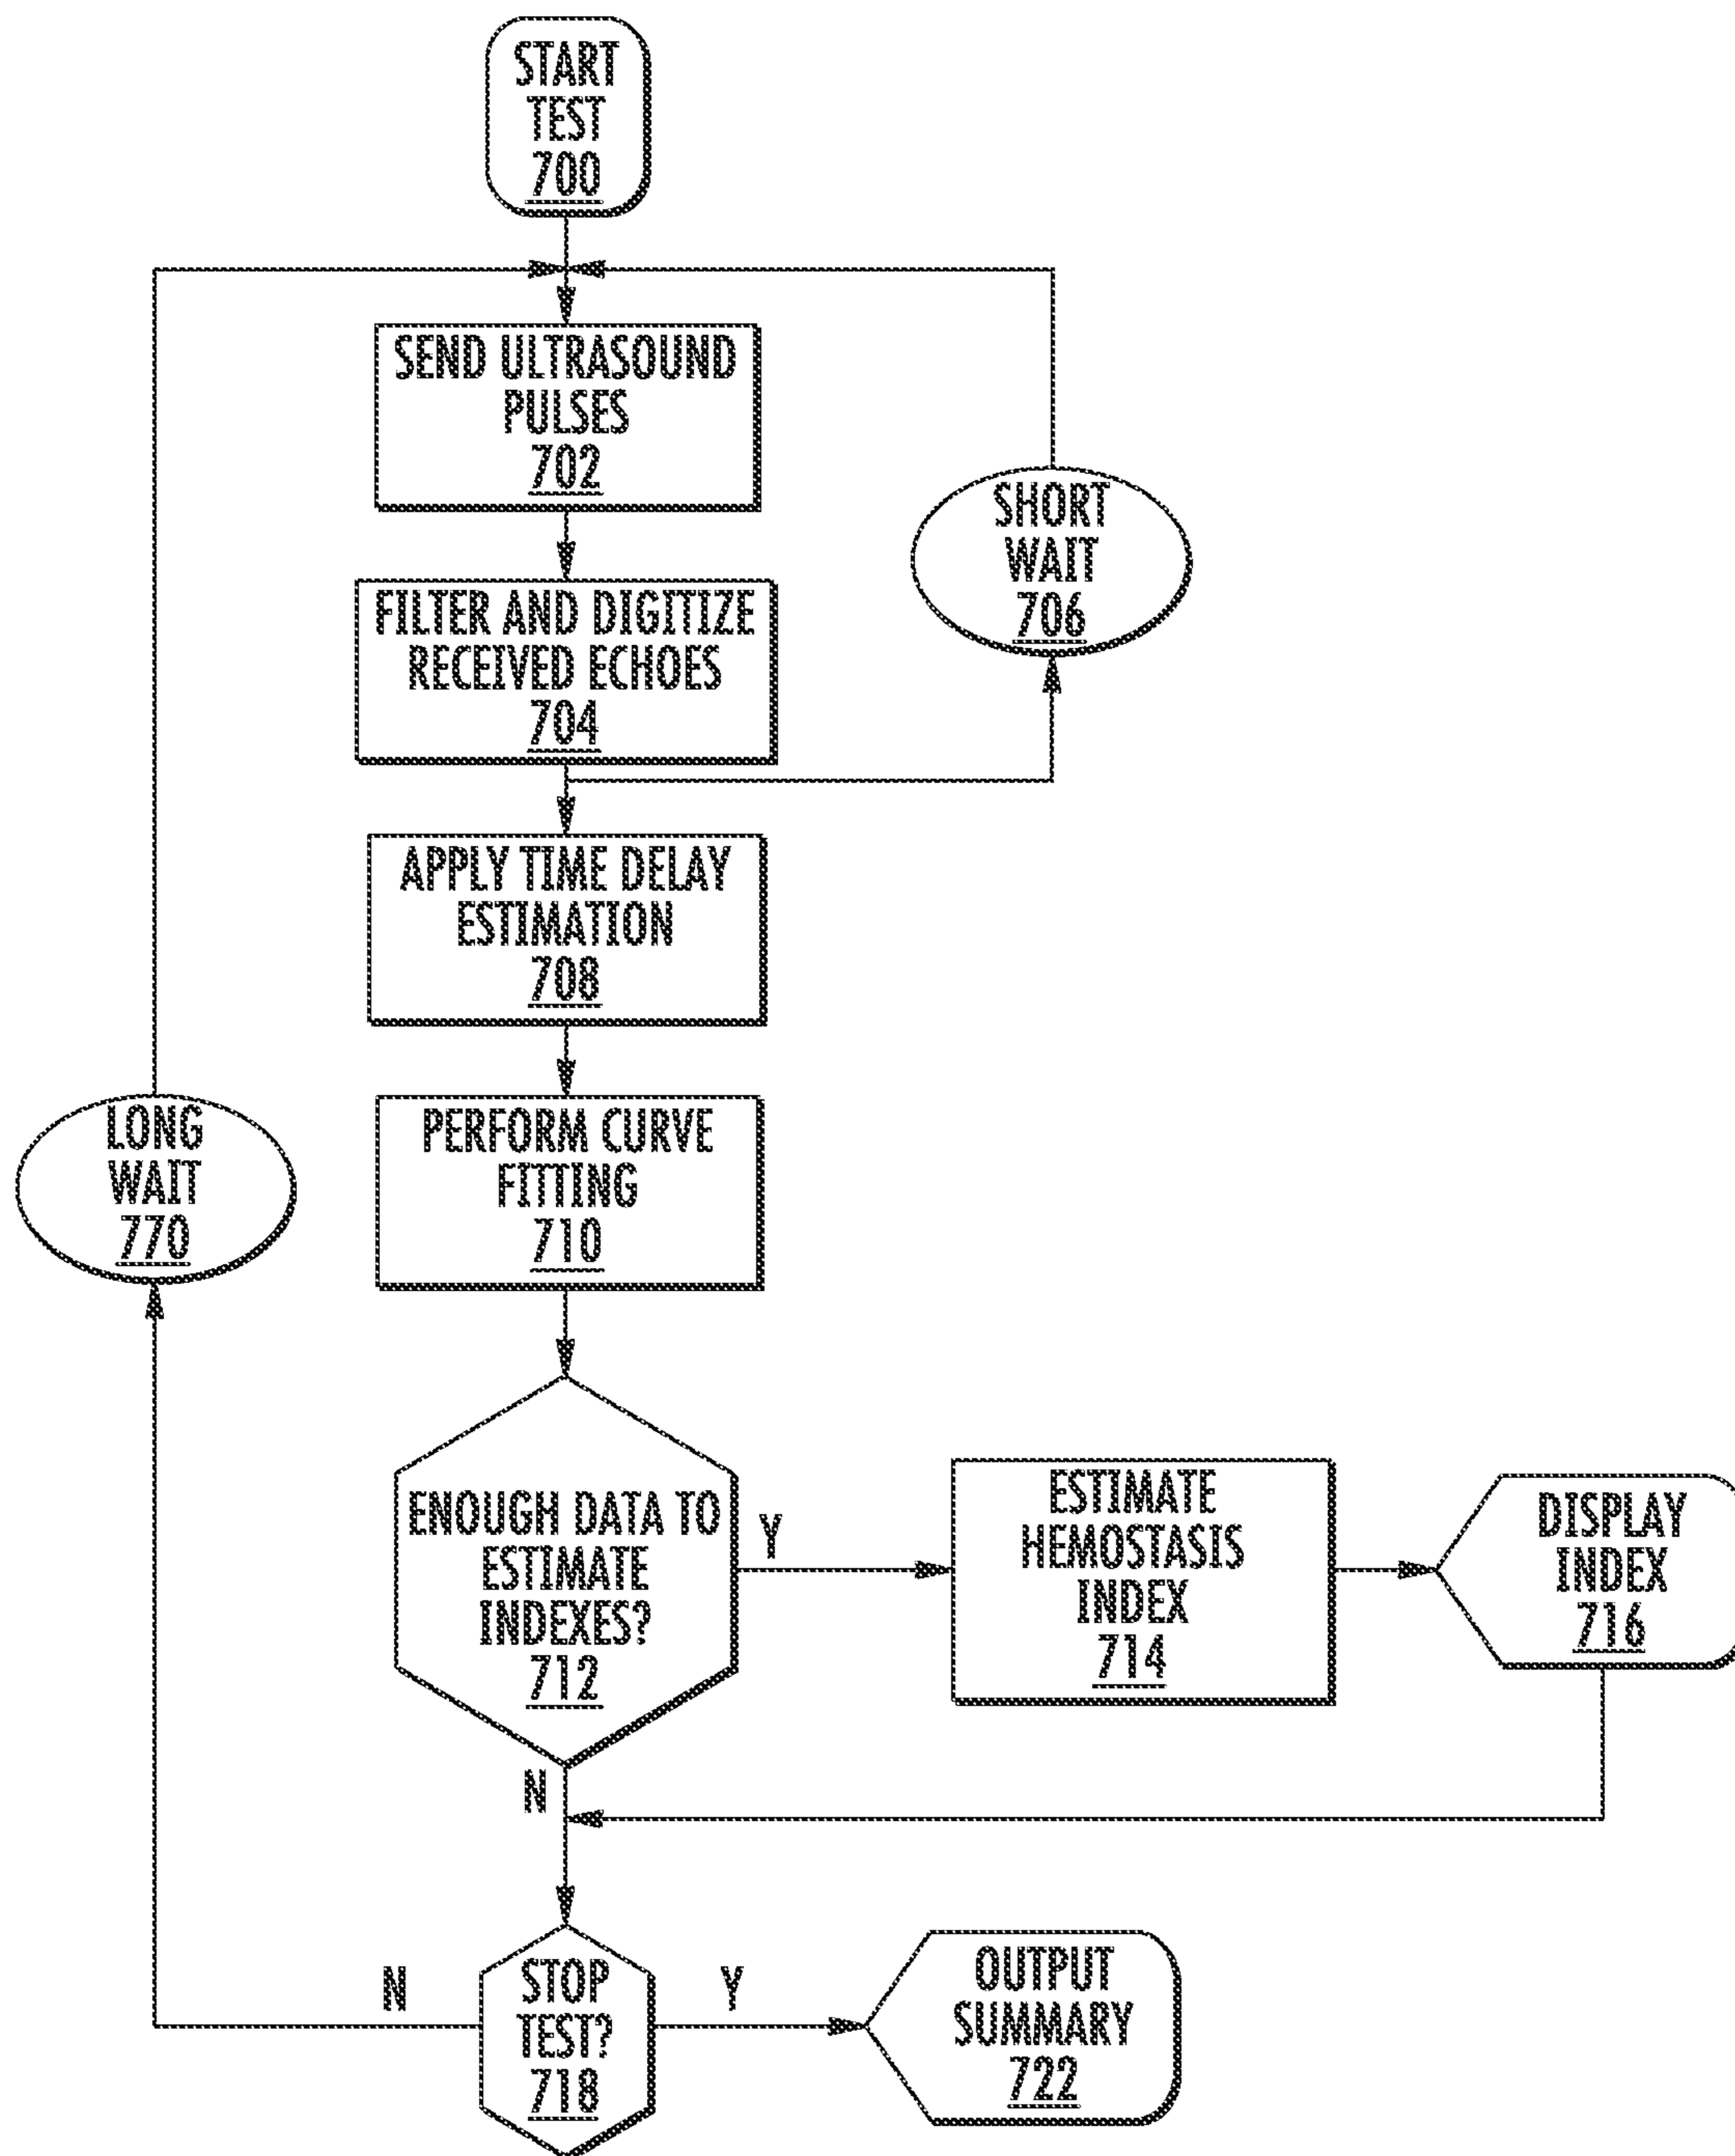 START
TEST
700
SEND ULTRASOUND
PULSES
702
SHORT
WAIT
706
FILTER AND DIGITIZE
RECEIVED ECHOES
704
APPLY TIME DELAY
ESTIMATION
708
LONG
WAIT
770
PERFORM CURVE
FITTING
710
ENOUGH DATA TO
ESTIMATE
INDEXES?
712
Y
ESTIMATE
HEMOSTASIS
INDEX
714
DISPLAY
INDEX
716
N
N
STOP
TEST?
718
Y
OUTPUT
SUMMARY
722